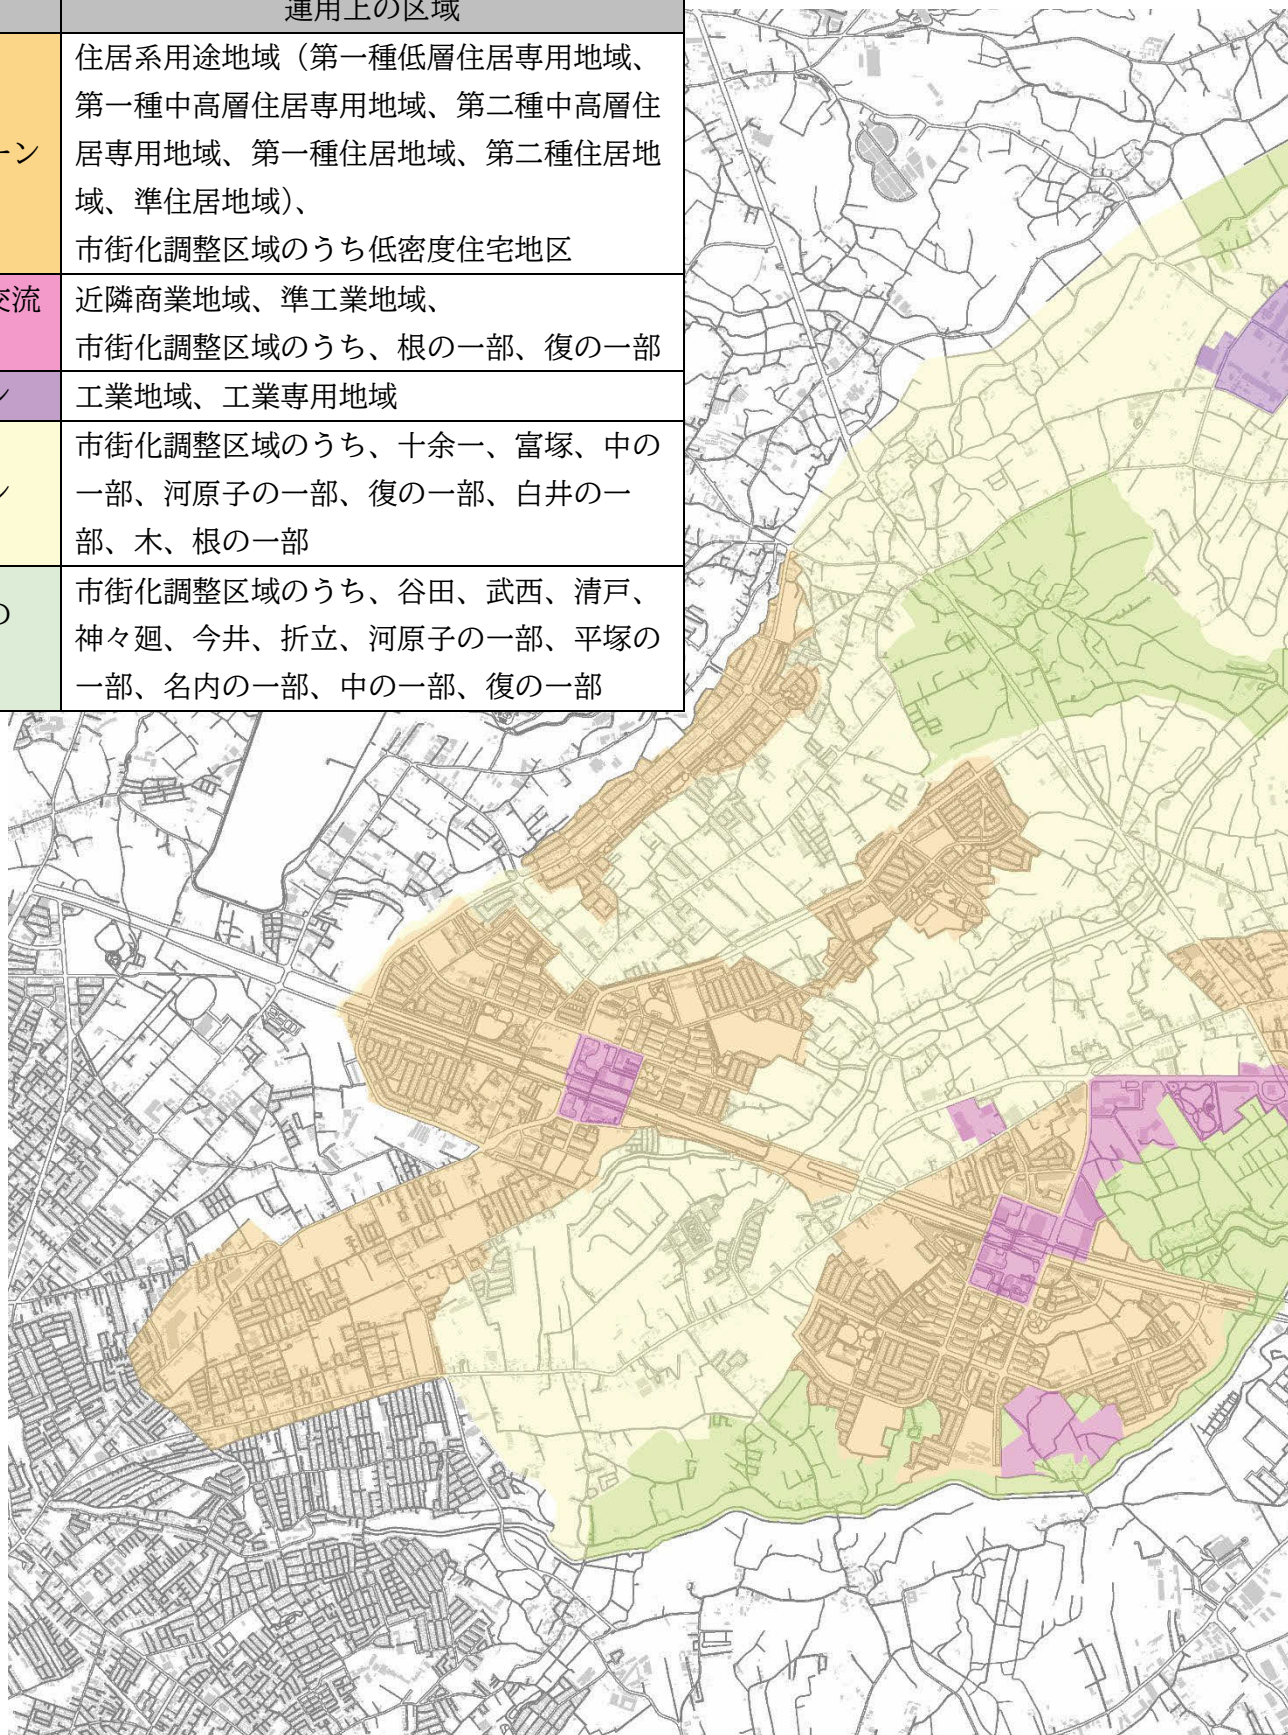 運用上の区域
住居系用途地域（第一種低層住居専用地域、
第一種中高層住居専用地域、第二種中高層住
ーン
居専用地域、第一種住居地域、第二種住居地
域、準住居地域）、
市街化調整区域のうち低密度住宅地区
交流
近隣商業地域、準工業地域、
市街化調整区域のうち、根の一部、復の一部
ン
工業地域、工業専用地域
市街化調整区域のうち、十余一、富塚、中の
ン
一部、河原子の一部、復の一部、白井の一
部、木、根の一部
市街化調整区域のうち、谷田、武西、清戸、
の
神々廻、今井、折立、河原子の一部、平塚の
一部、名内の一部、中の一部、復の一部